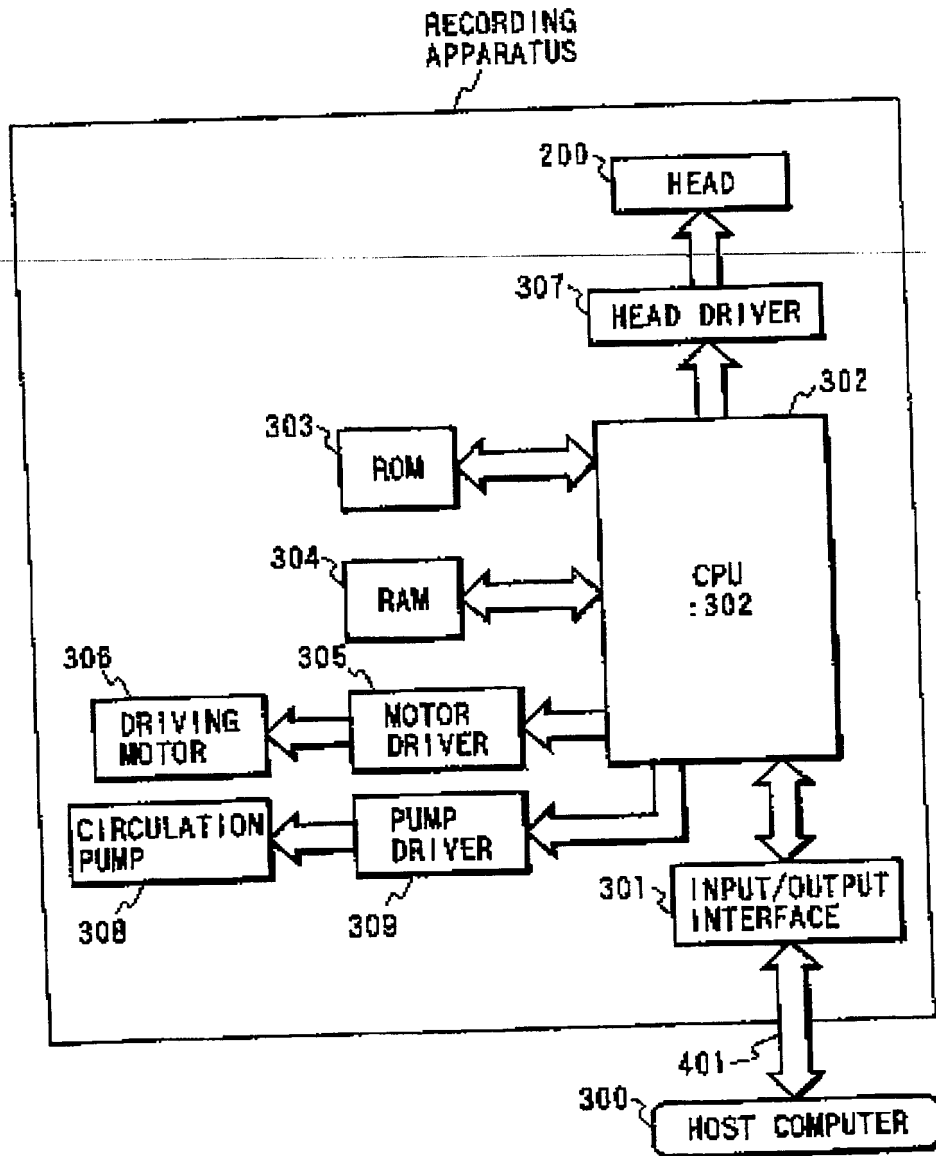 RECORDING
APPARATUS
200
HEAD
307
HEAD DRIVER
302
303
ROM
CPU
:302
304
RAM
306
305
DRIVING
MOTOR
MOTOR
DRIVER
CIRCULATION
PUMP
PUMP
DRIVER
308
309
301
INPUT/OUTPUT
INTERFACE
401
300
HOST COMPUTER